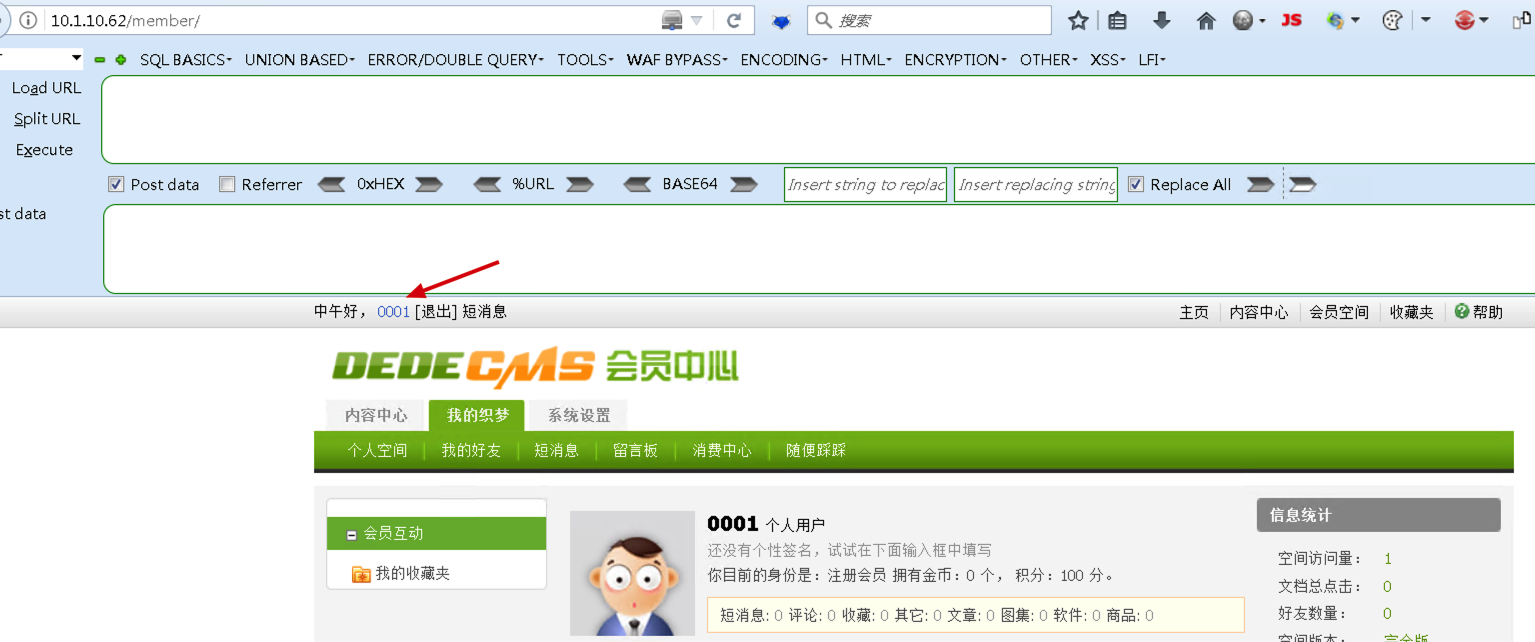 10.1.10.62/member/ 搜索 JS
SQL BASICS UNION BASED ERROR/DOUBLE QUERY TOOLS WAF BYPASS ENCODING HTML ENCRYPTION OTHER XSS LFI
Load URL
Split URL
Execute
Post data Referrer 0xHEX %URL BASE64 Insert string to replac Insert replacing string Replace All
st data
中午好， 0001 [退出] 短消息 主页 内容中心 会员空间 收藏夹 帮助
DEDECMS 会员中心
内容中心 我的织梦 系统设置
个人空间 我的好友 短消息 留言板 消费中心 随便踩踩
0001 个人用户 信息统计
会员互动
还没有个性签名，试试在下面输入框中填写
空间访问量： 1
我的收藏夹 你目前的身份是：注册会员 拥有金币：0 个， 积分：100 分。
文档总点击： 0
短消息: 0 评论: 0 收藏: 0 其它: 0 文章: 0 图集: 0 软件: 0 商品: 0
好友数量： 0
空间版本： 完全版